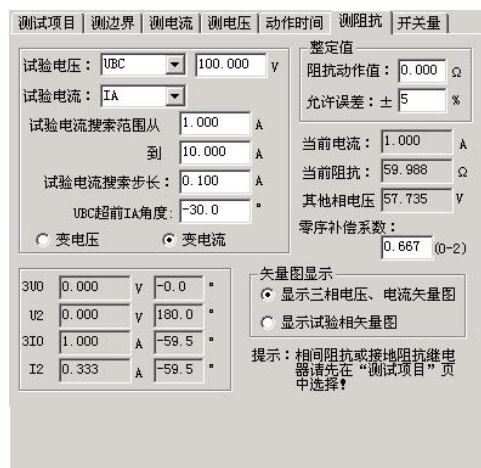 测试项目 测边界 测电流 测电压 动作时间 测阻抗 开关量
试验电压： UBC 100.000 V
试验电流： IA
试验电流搜索范围从 1.000 A
到 10.000 A
试验电流搜索步长： 0.100 A
UBC超前IA角度： -30.0 °
变电压 变电流
整定值
阻抗动作值： 0.000 Ω
允许误差：± 5 %
当前电流： 1.000 A
当前阻抗： 59.988 Ω
其他相电压 57.735 V
零序补偿系数：
0.667 (0-2)
3U0 0.000 V -0.0 °
U2 0.000 V 180.0 °
3I0 1.000 A -59.5 °
I2 0.333 A -59.5 °
矢量图显示
显示三相电压、电流矢量图
显示试验相矢量图
提示：相间阻抗或接地阻抗继电
器请先在“测试项目”页
中选择！